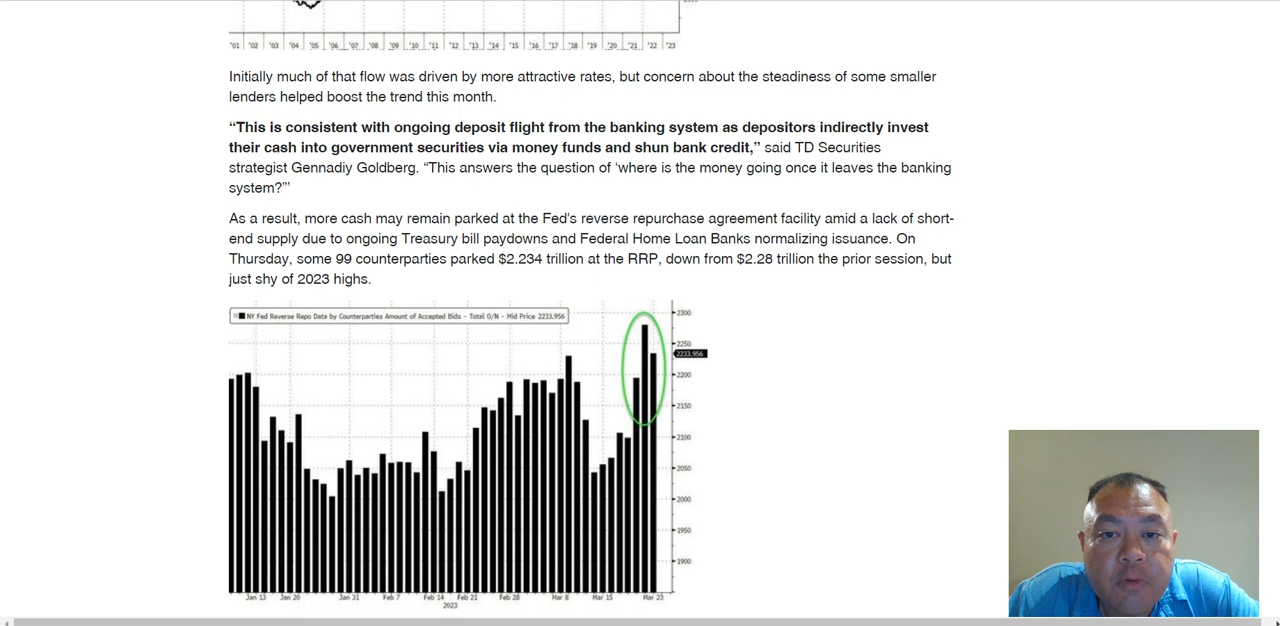 '01 '02 '03 '04 '05 '06 '07 '08 '09 '10 '11 '12 '13 '14 '15 '16 '17 '18 '19 '20 '21 '22 '23
Initially much of that flow was driven by more attractive rates, but concern about the steadiness of some smaller
lenders helped boost the trend this month.
“This is consistent with ongoing deposit flight from the banking system as depositors indirectly invest
their cash into government securities via money funds and shun bank credit,” said TD Securities
strategist Gennadiy Goldberg. “This answers the question of ‘where is the money going once it leaves the banking
system?’”
As a result, more cash may remain parked at the Fed's reverse repurchase agreement facility amid a lack of short-
end supply due to ongoing Treasury bill paydowns and Federal Home Loan Banks normalizing issuance. On
Thursday, some 99 counterparties parked $2.234 trillion at the RRP, down from $2.28 trillion the prior session, but
just shy of 2023 highs.
NY Fed Reverse Repo Data by Counterparties Amount of Accepted Bids - Total O/N - Mid Price 2233.956
2300
2250
2233.956
2200
2150
2100
2050
2000
1950
1900
Jan 13 Jan 20 Jan 31 Feb 7 Feb 14 Feb 21 Feb 28 Mar 8 Mar 15 Mar 23
2023